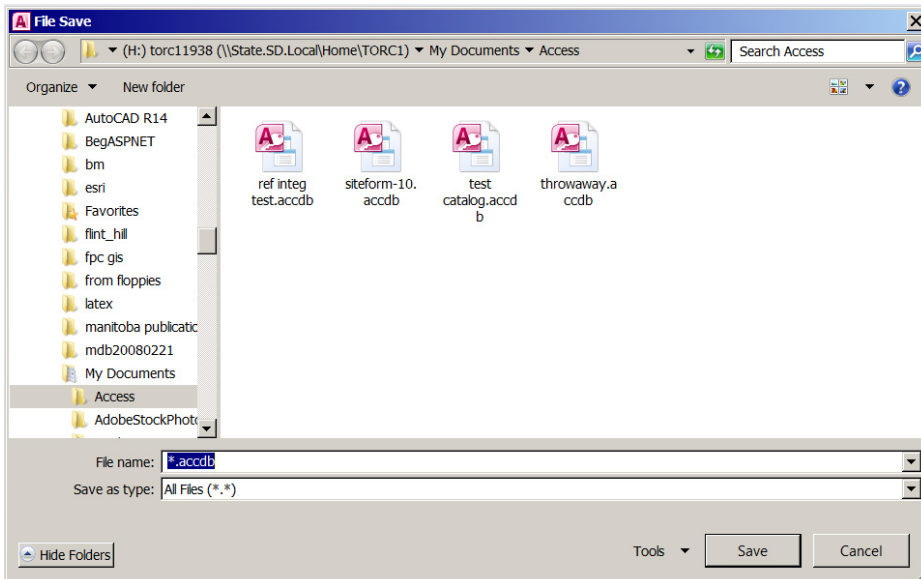 File Save
(H:) torc11938 (\\State.SD.Local\Home\TORC1) My Documents Access
Search Access
Organize New folder
AutoCAD R14
BegASPNET
bm
esri
Favorites
flint_hill
fpc gis
from floppies
latex
manitoba publicatic
mdb20080221
My Documents
Access
AdobeStockPhoto
ref integ
test.accdb
siteform-10.
accdb
test
catalog.accd
b
throwaway.a
ccdb
File name: *.accdb
Save as type: All Files (*.*)
Hide Folders
Tools Save Cancel